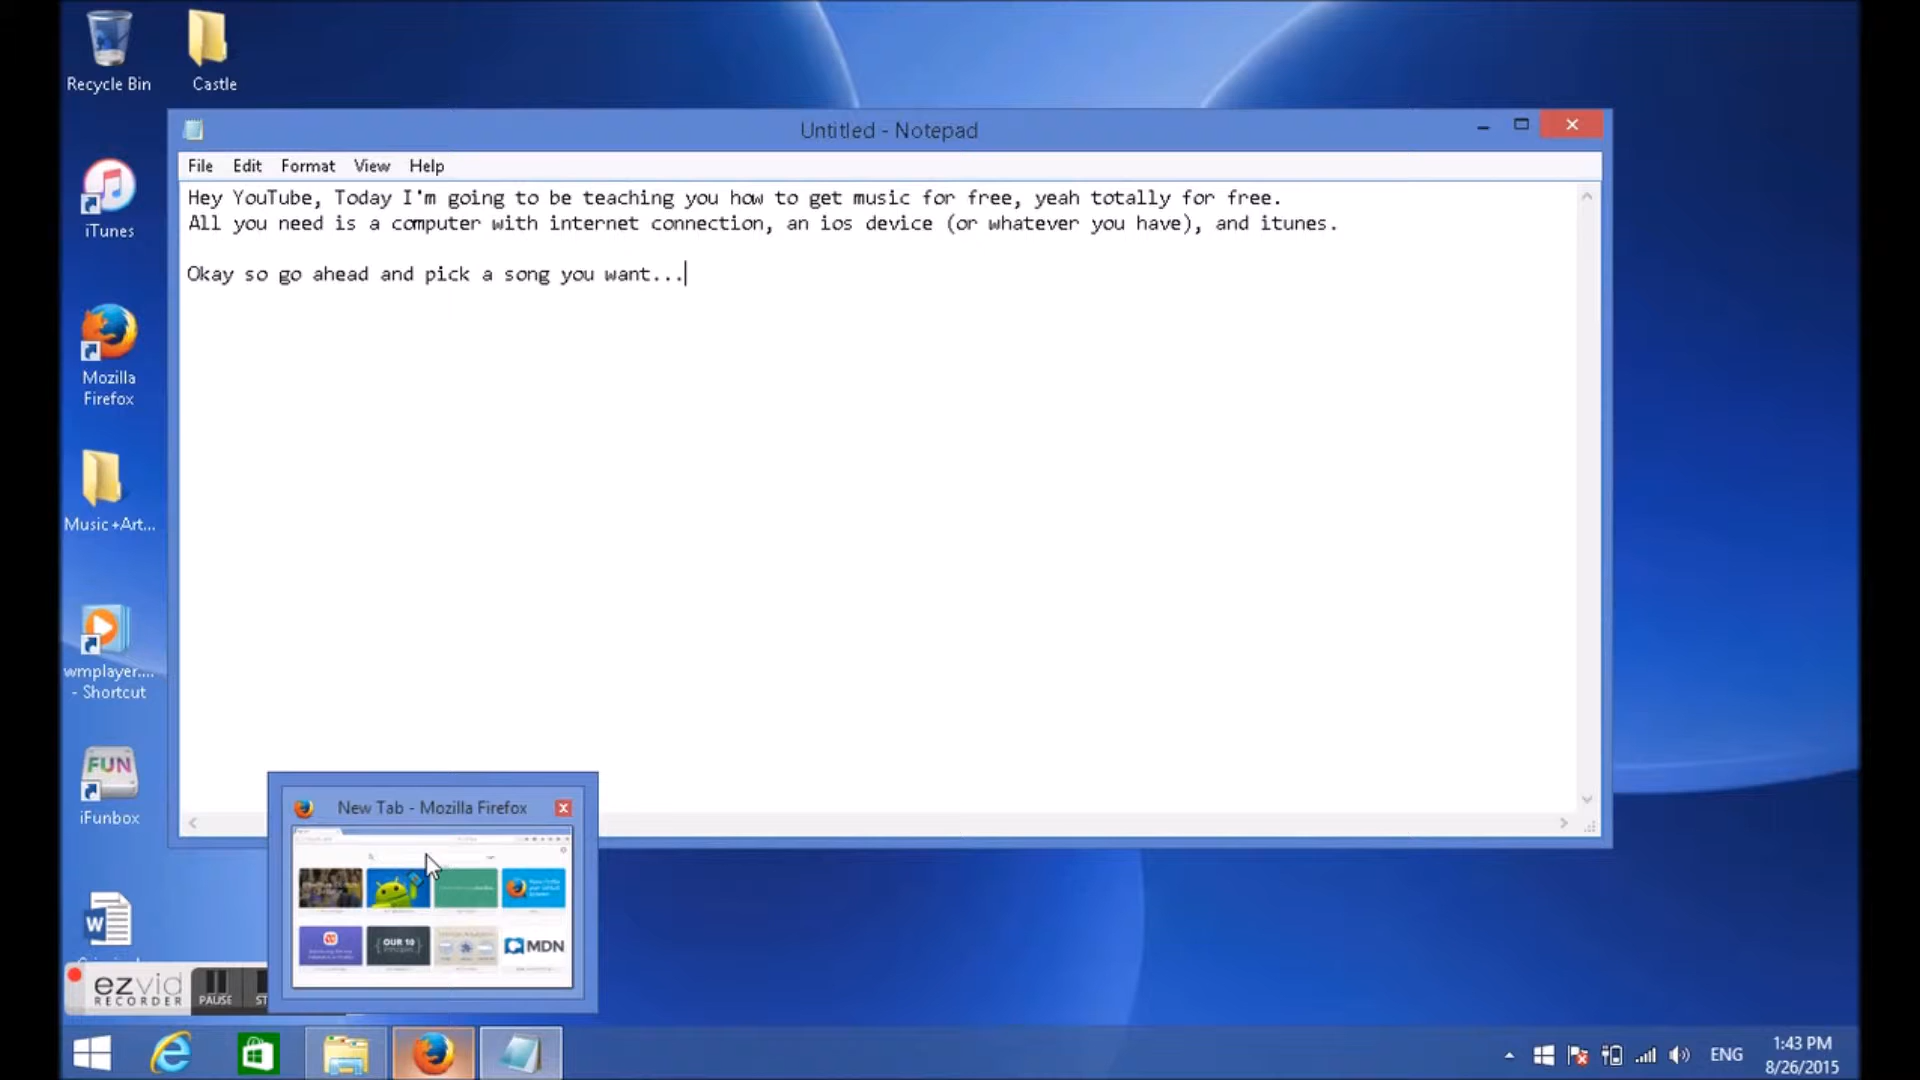 Recycle Bin
Castle
Untitled - Notepad
File Edit Format View Help
Hey YouTube, Today I'm going to be teaching you how to get music for free, yeah totally for free.
All you need is a computer with internet connection, an ios device (or whatever you have), and itunes.
Okay so go ahead and pick a song you want...
iTunes
Mozilla
Firefox
Music +Art...
wmplayer....
- Shortcut
FUN
iFunbox
New Tab - Mozilla Firefox
OUR 10
MDN
W
ezvid
RECORDER
PAUSE
ST
ENG
1:43 PM
8/26/2015